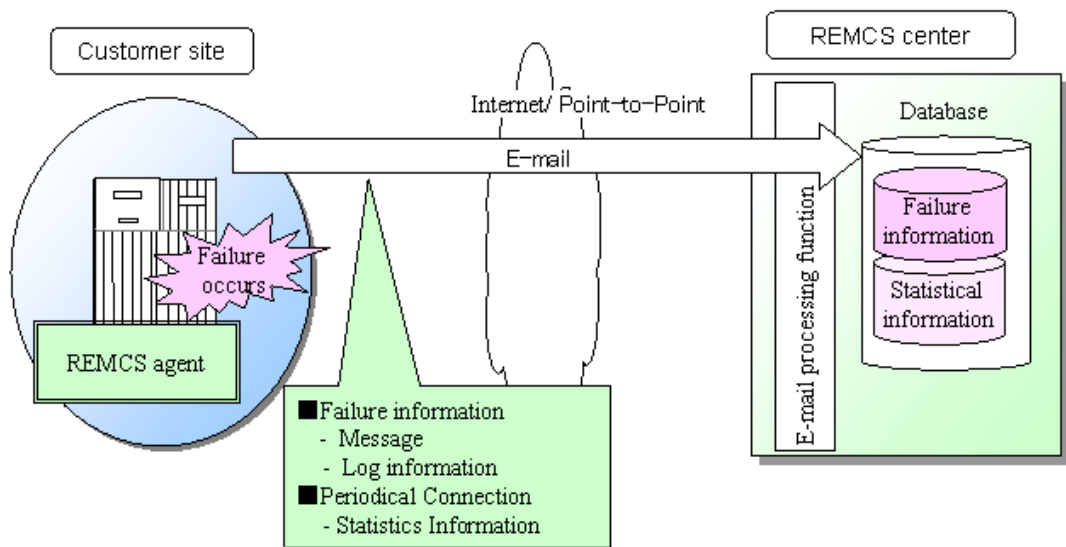 Customer site
REMCS center
Internet/ Point-to-Point
E-mail
Database
Failure
information
Statistical
information
E-mail processing function
Failure
occurs
REMCS agent
■Failure information
- Message
- Log information
■Periodical Connection
- Statistics Information